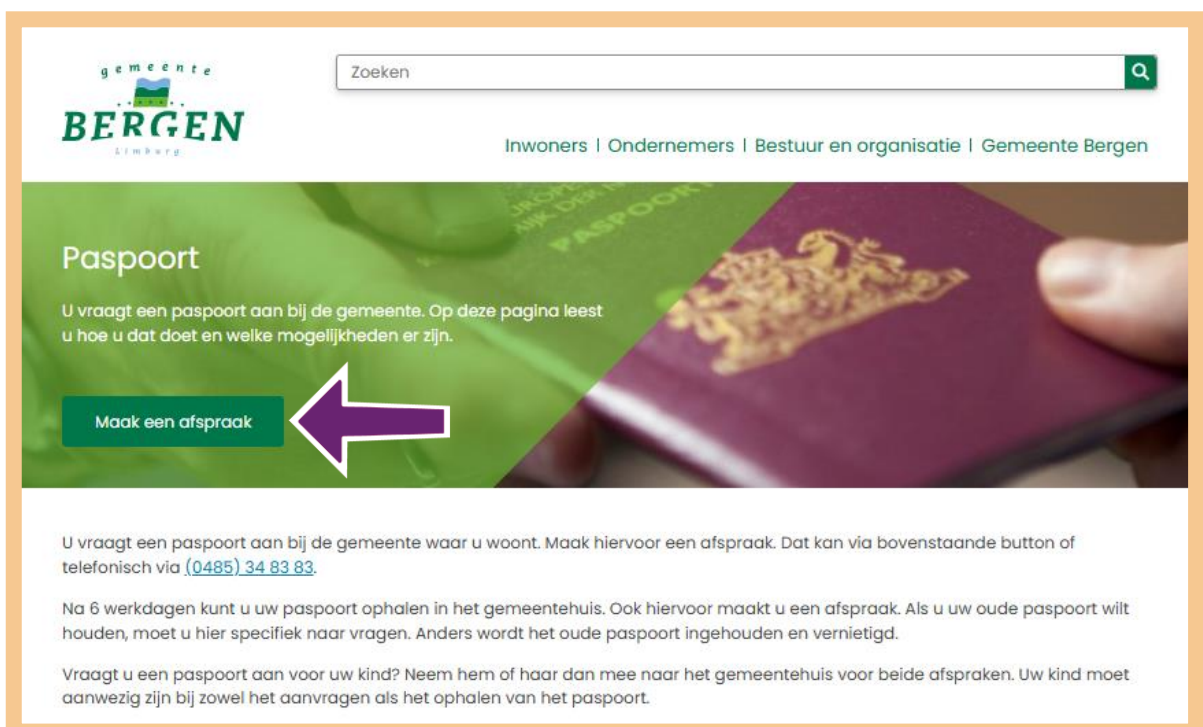 gemeente
BERGEN
Limburg
Zoeken
Inwoners | Ondernemers | Bestuur en organisatie | Gemeente Bergen
PASPOORT
Paspoort
U vraagt een paspoort aan bij de gemeente. Op deze pagina leest
u hoe u dat doet en welke mogelijkheden er zijn.
Maak een afspraak
U vraagt een paspoort aan bij de gemeente waar u woont. Maak hiervoor een afspraak. Dat kan via bovenstaande button of
telefonisch via (0485) 34 83 83.
Na 6 werkdagen kunt u uw paspoort ophalen in het gemeentehuis. Ook hiervoor maakt u een afspraak. Als u uw oude paspoort wilt
houden, moet u hier specifiek naar vragen. Anders wordt het oude paspoort ingehouden en vernietigd.
Vraagt u een paspoort aan voor uw kind? Neem hem of haar dan mee naar het gemeentehuis voor beide afspraken. Uw kind moet
aanwezig zijn bij zowel het aanvragen als het ophalen van het paspoort.